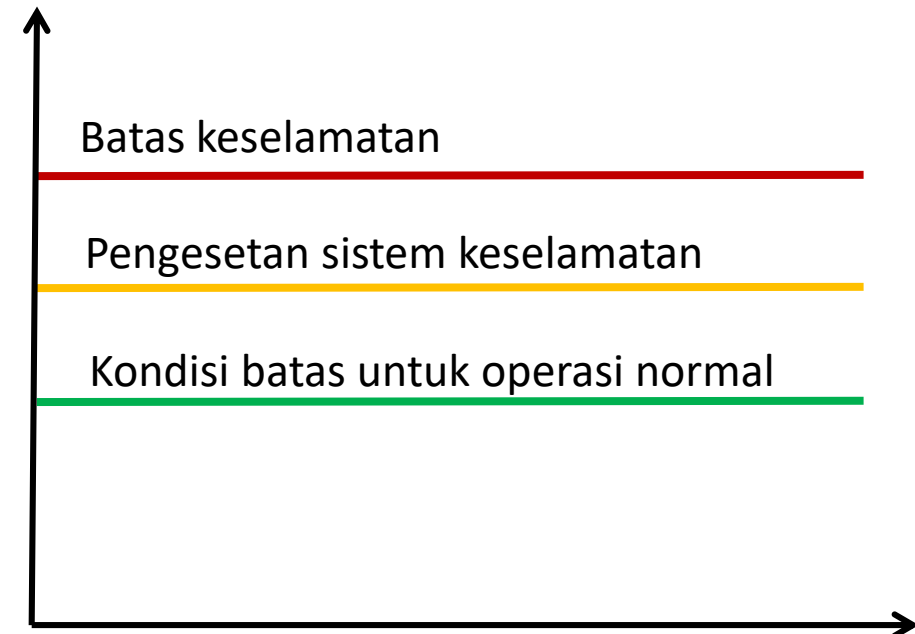 Batas keselamatan
Pengesetan sistem keselamatan
Kondisi batas untuk operasi normal